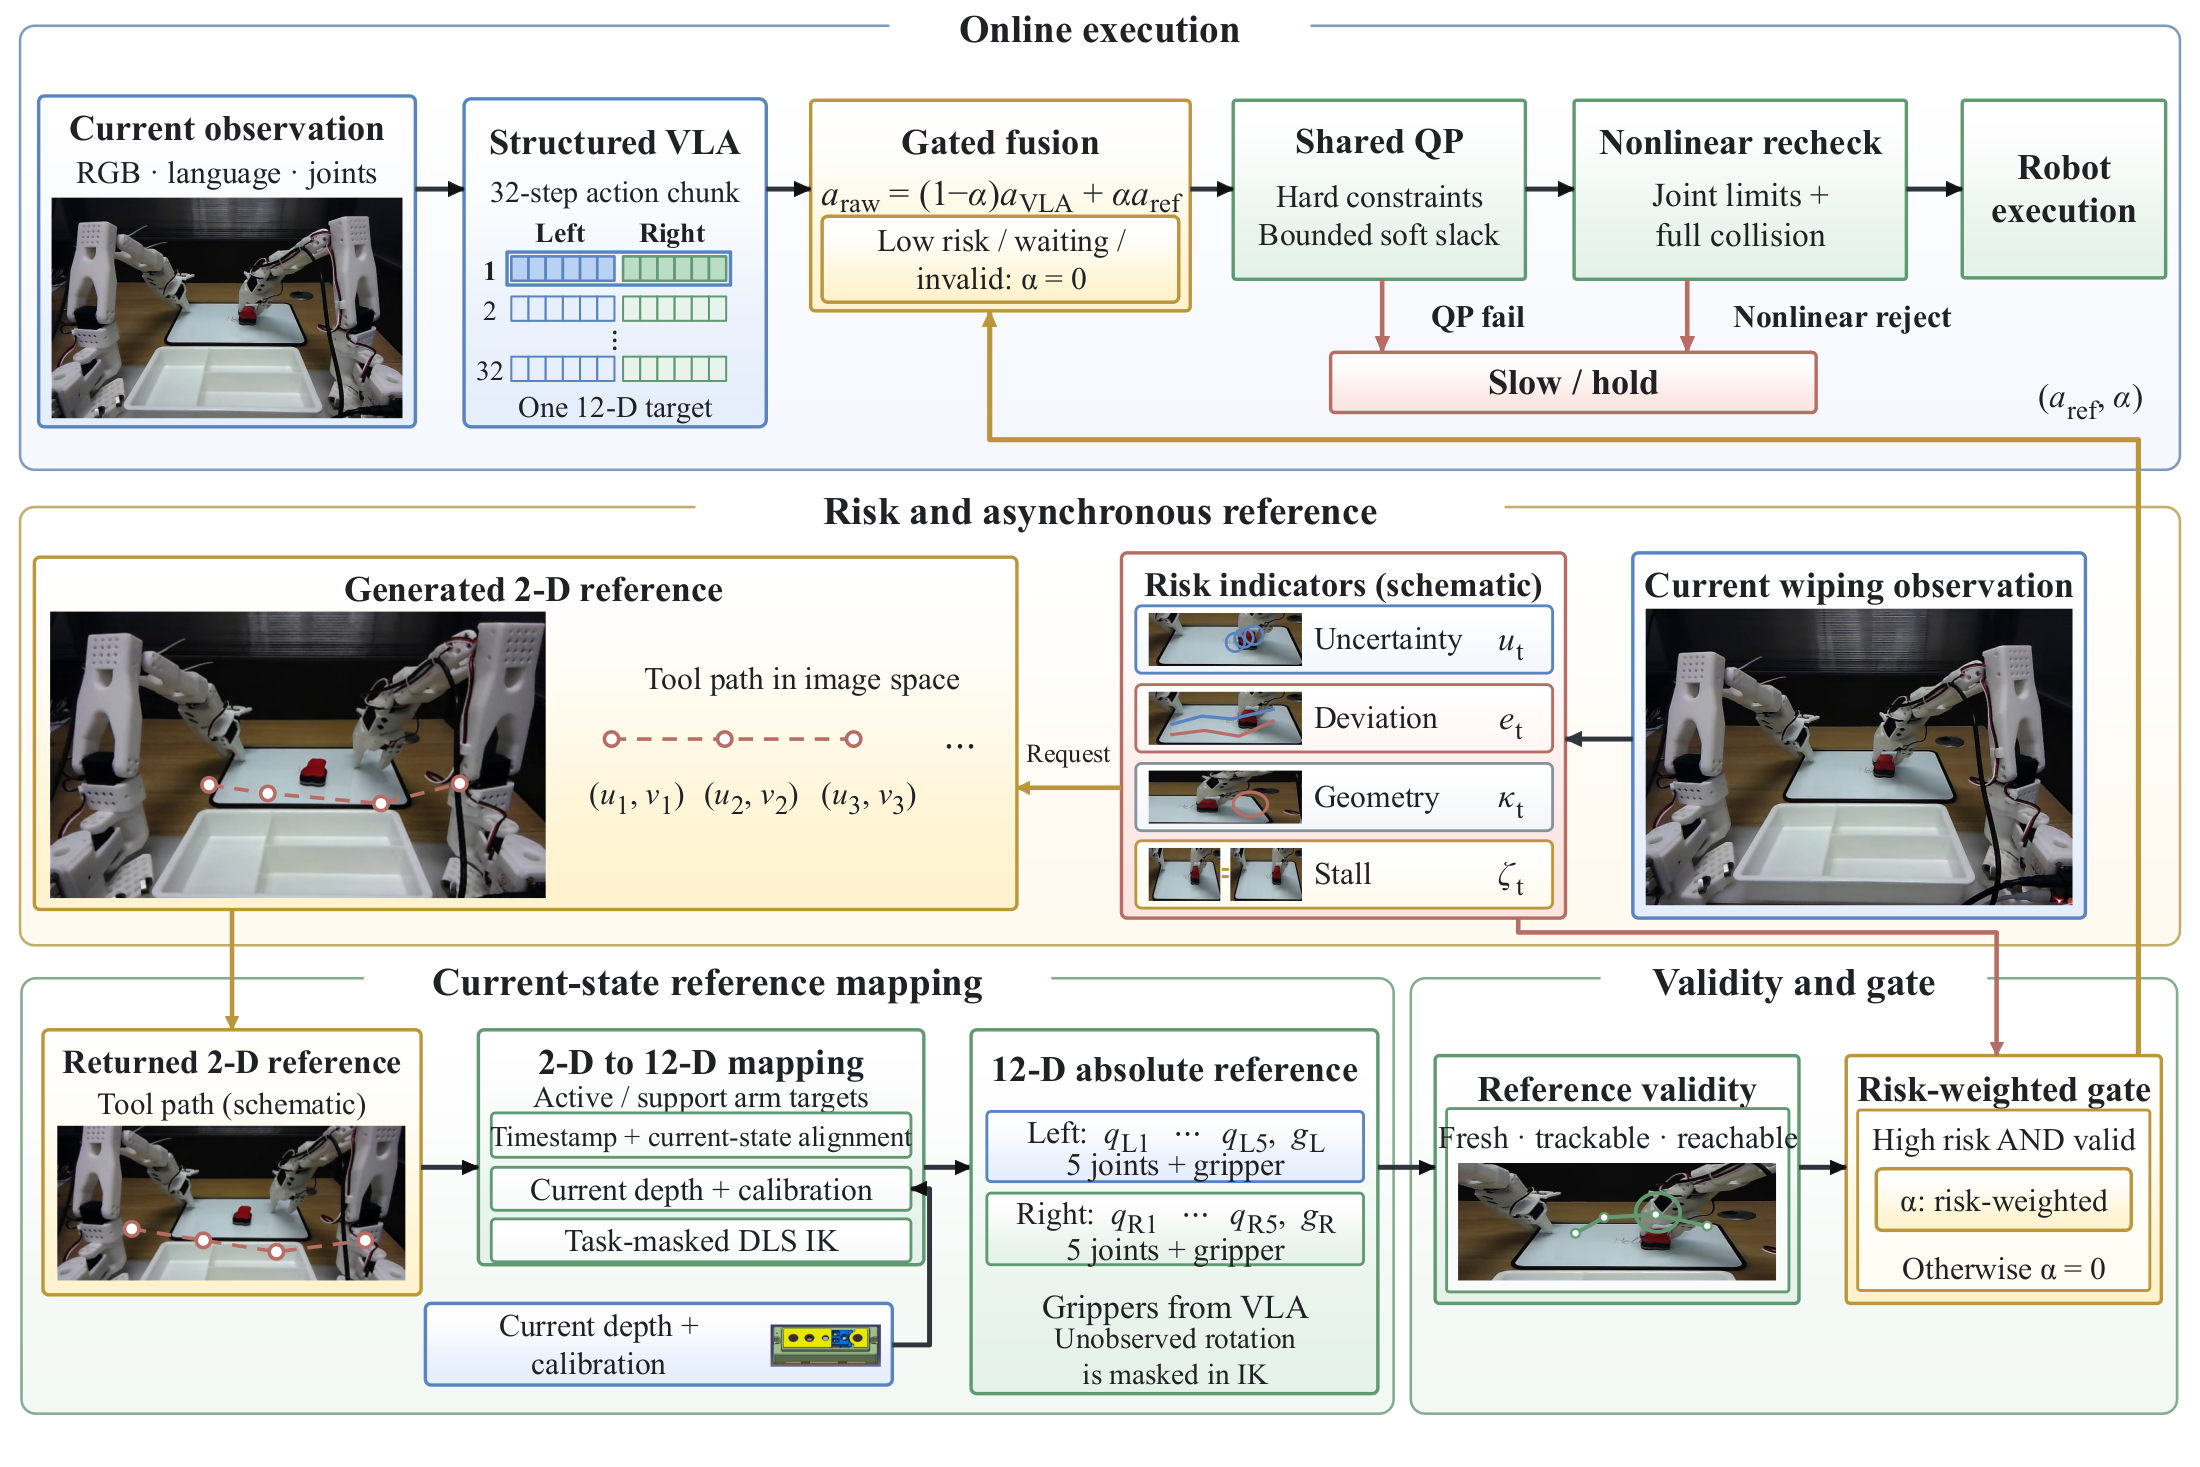 Online execution
Current observation
RGB · language · joints
Structured VLA
32-step action chunk
Left Right
1
2
⋮
32
One 12-D target
Gated fusion
a_raw = (1−α)a_VLA + αa_ref
Low risk / waiting /
invalid: α = 0
Shared QP
Hard constraints
Bounded soft slack
Nonlinear recheck
Joint limits +
full collision
Robot
execution
QP fail
Nonlinear reject
Slow / hold
(a_ref, α)
Risk and asynchronous reference
Generated 2-D reference
Tool path in image space
...
(u_1, v_1) (u_2, v_2) (u_3, v_3)
Request
Risk indicators (schematic)
Uncertainty u_t
Deviation e_t
Geometry κ_t
Stall ζ_t
Current wiping observation
Current-state reference mapping
Returned 2-D reference
Tool path (schematic)
2-D to 12-D mapping
Active / support arm targets
Timestamp + current-state alignment
Current depth + calibration
Task-masked DLS IK
Current depth +
calibration
12-D absolute reference
Left: q_L1 ··· q_L5, g_L
5 joints + gripper
Right: q_R1 ··· q_R5, g_R
5 joints + gripper
Grippers from VLA
Unobserved rotation
is masked in IK
Validity and gate
Reference validity
Fresh · trackable · reachable
Risk-weighted gate
High risk AND valid
α: risk-weighted
Otherwise α = 0